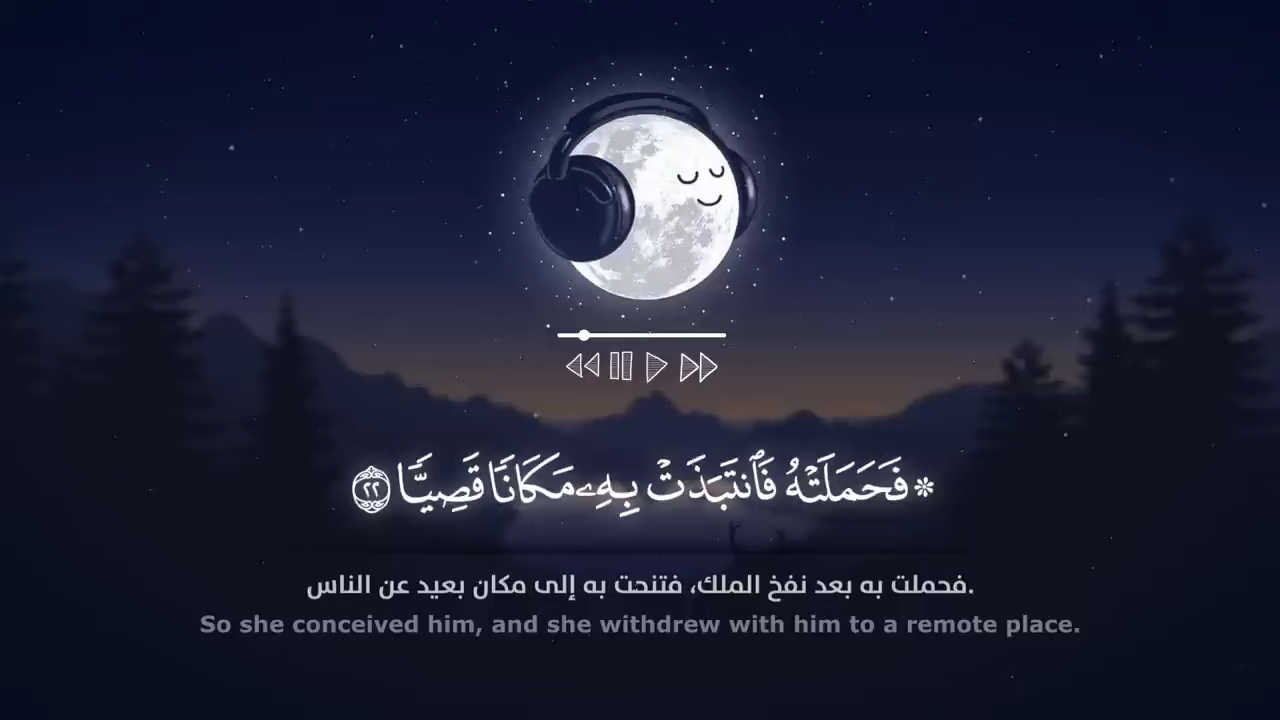 ۞ فَحَمَلَتْهُ فَٱنتَبَذَتْ بِهِۦ مَكَانًا قَصِيًّا ٢٢
فحملت به بعد نفخ الملك، فتنحت به إلى مكان بعيد عن الناس.
So she conceived him, and she withdrew with him to a remote place.